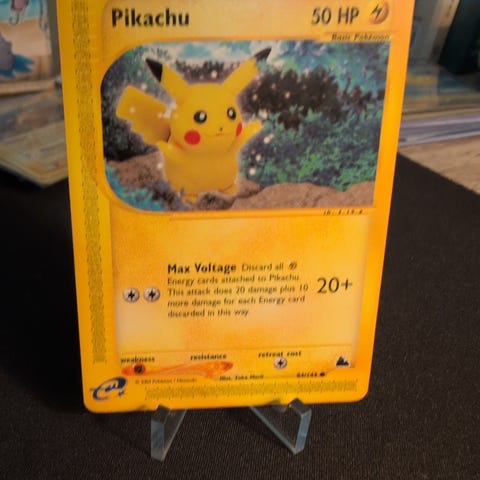 Pikachu 50 HP
Basic Pokémon
Max Voltage Discard all
Energy cards attached to Pikachu.
This attack does 20 damage plus 10
more damage for each Energy card
discarded in this way.
20+
weakness resistance retreat cost